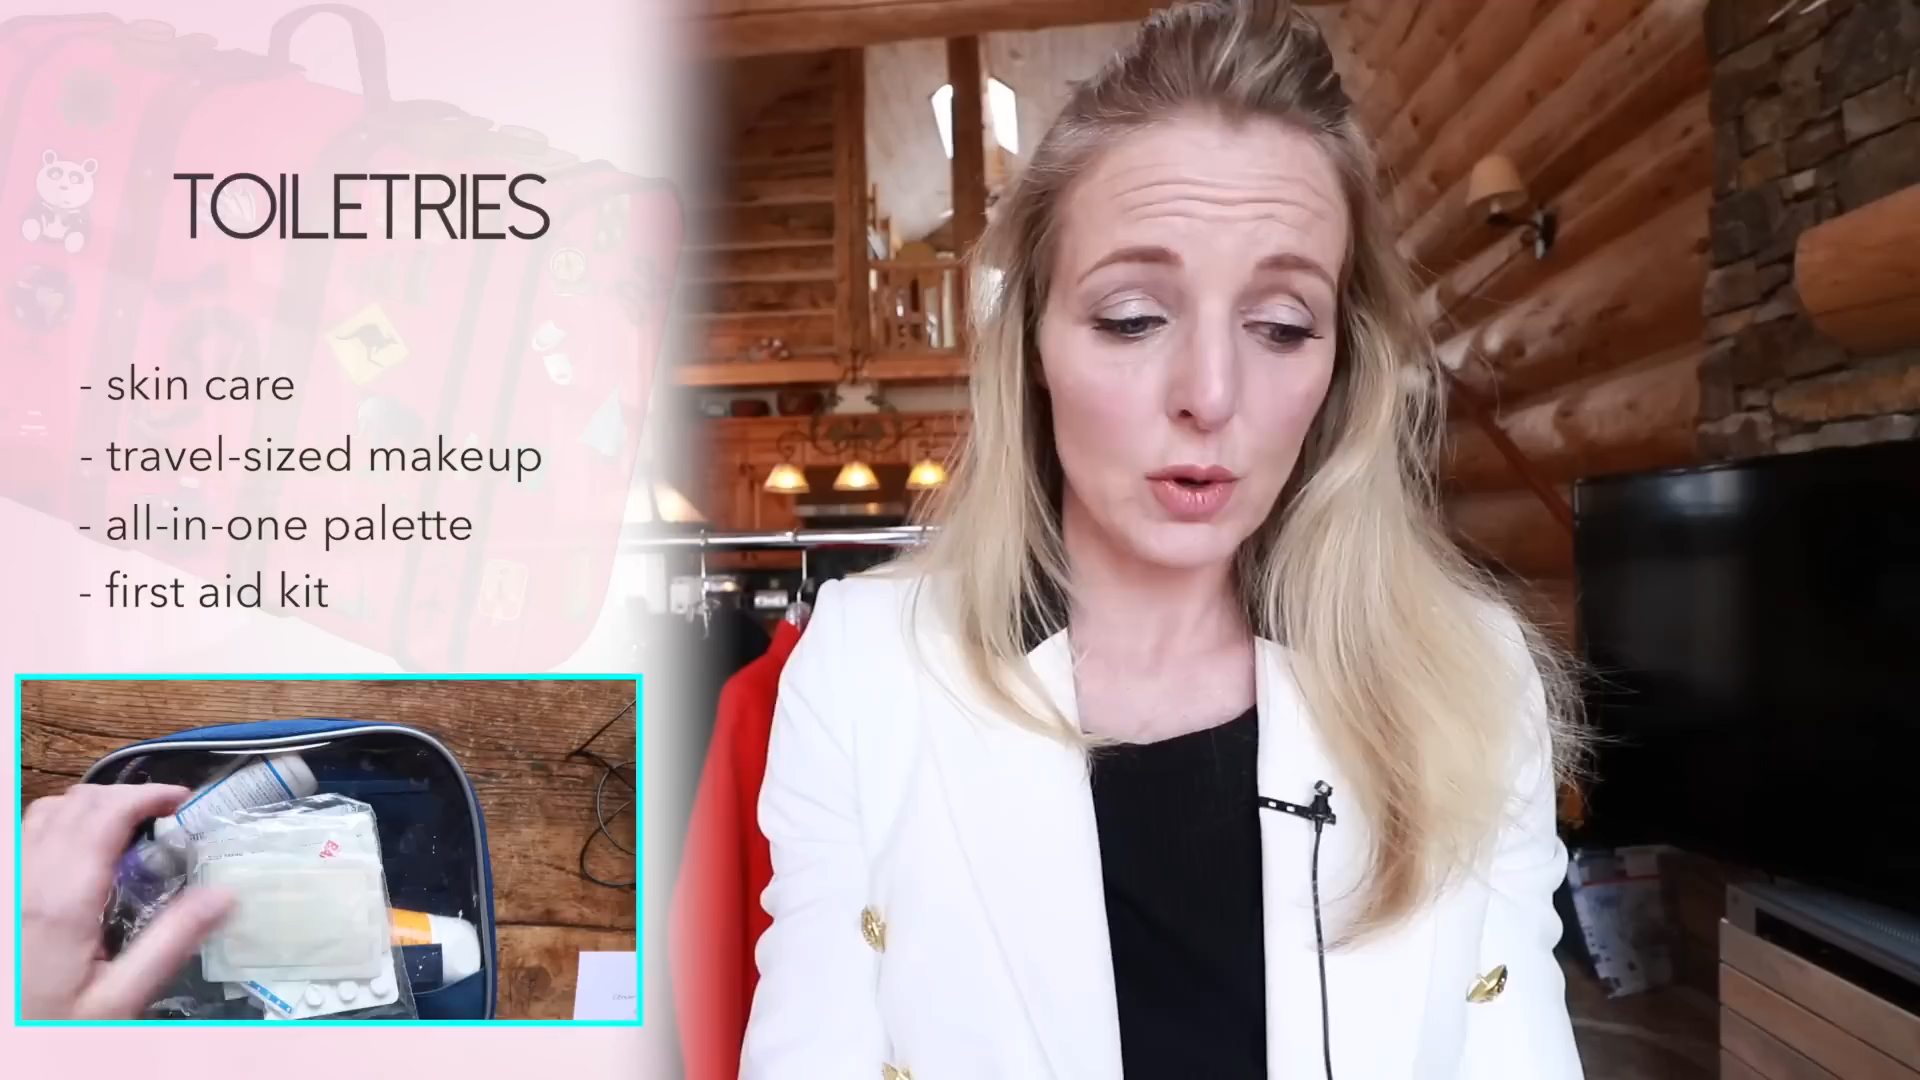 TOILETRIES
- skin care
- travel-sized makeup
- all-in-one palette
- first aid kit